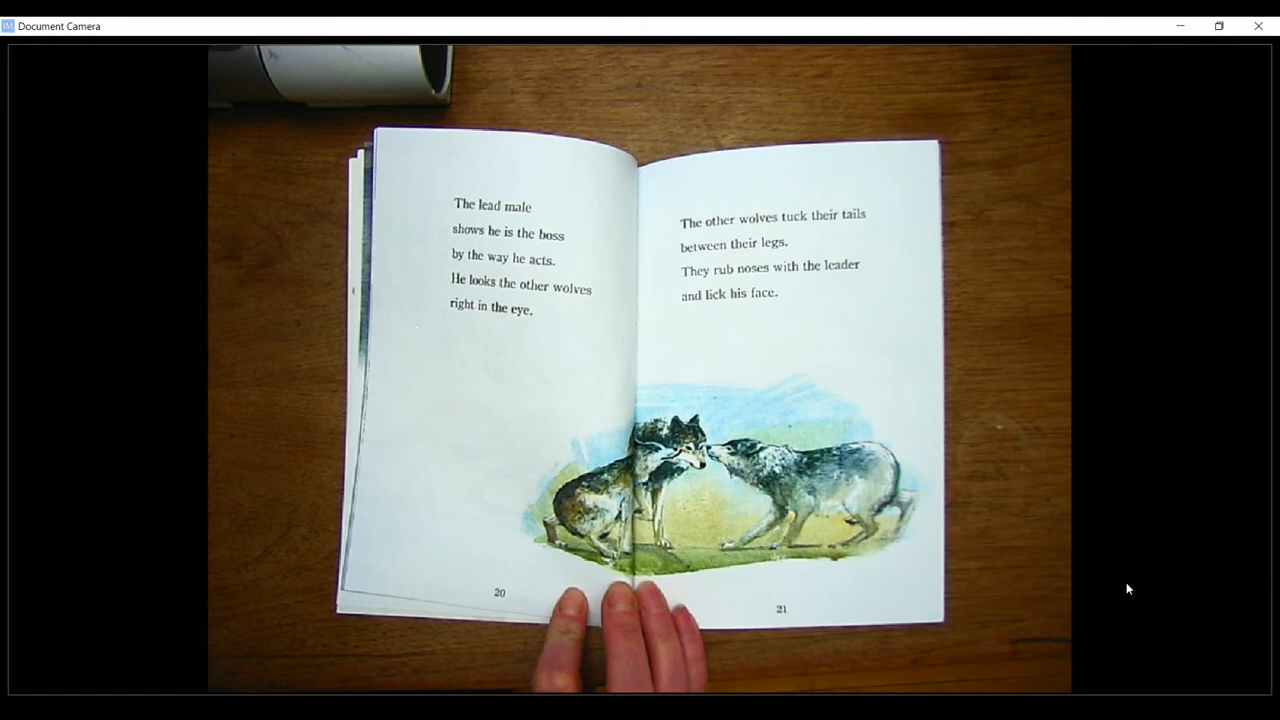 Document Camera
The lead male
shows he is the boss
by the way he acts.
He looks the other wolves
right in the eye.
20
The other wolves tuck their tails
between their legs.
They rub noses with the leader
and lick his face.
21